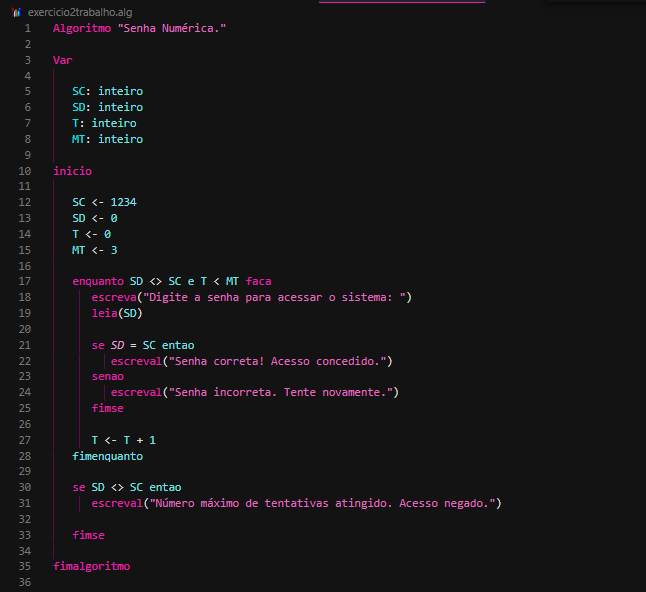 exercicio2trabalho.alg
1 Algoritmo "Senha Numérica."
2
3 Var
4
5 SC: inteiro
6 SD: inteiro
7 T: inteiro
8 MT: inteiro
9
10 inicio
11
12 SC <- 1234
13 SD <- 0
14 T <- 0
15 MT <- 3
16
17 enquanto SD <> SC e T < MT faca
18 escreva("Digite a senha para acessar o sistema: ")
19 leia(SD)
20
21 se SD = SC entao
22 escreval("Senha correta! Acesso concedido.")
23 senao
24 escreval("Senha incorreta. Tente novamente.")
25 fimse
26
27 T <- T + 1
28 fimenquanto
29
30 se SD <> SC entao
31 escreval("Número máximo de tentativas atingido. Acesso negado.")
32
33 fimse
34
35 fimalgoritmo
36